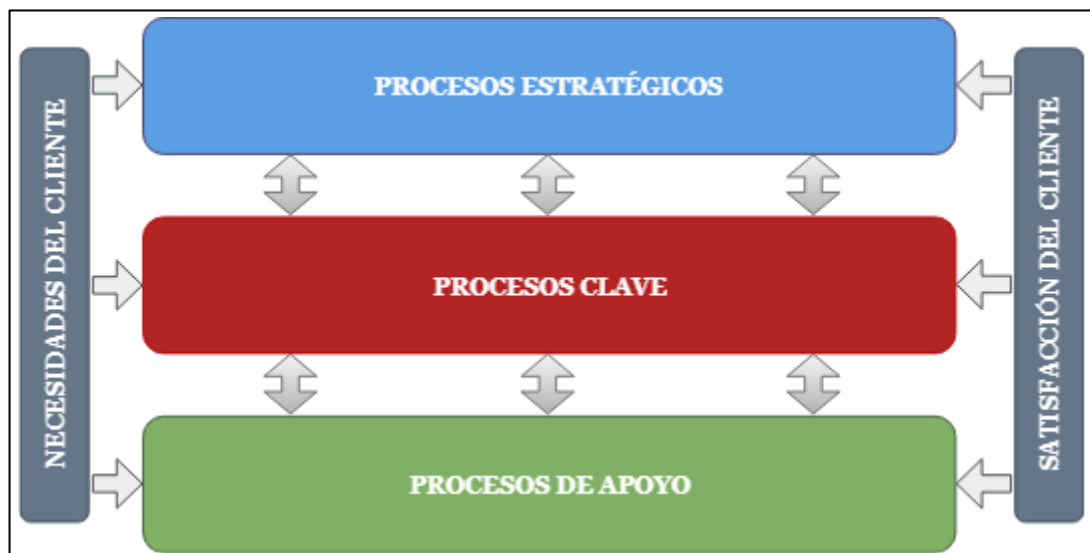 NECESIDADES DEL CLIENTE
PROCESOS ESTRATÉGICOS
PROCESOS CLAVE
PROCESOS DE APOYO
SATISFACCIÓN DEL CLIENTE